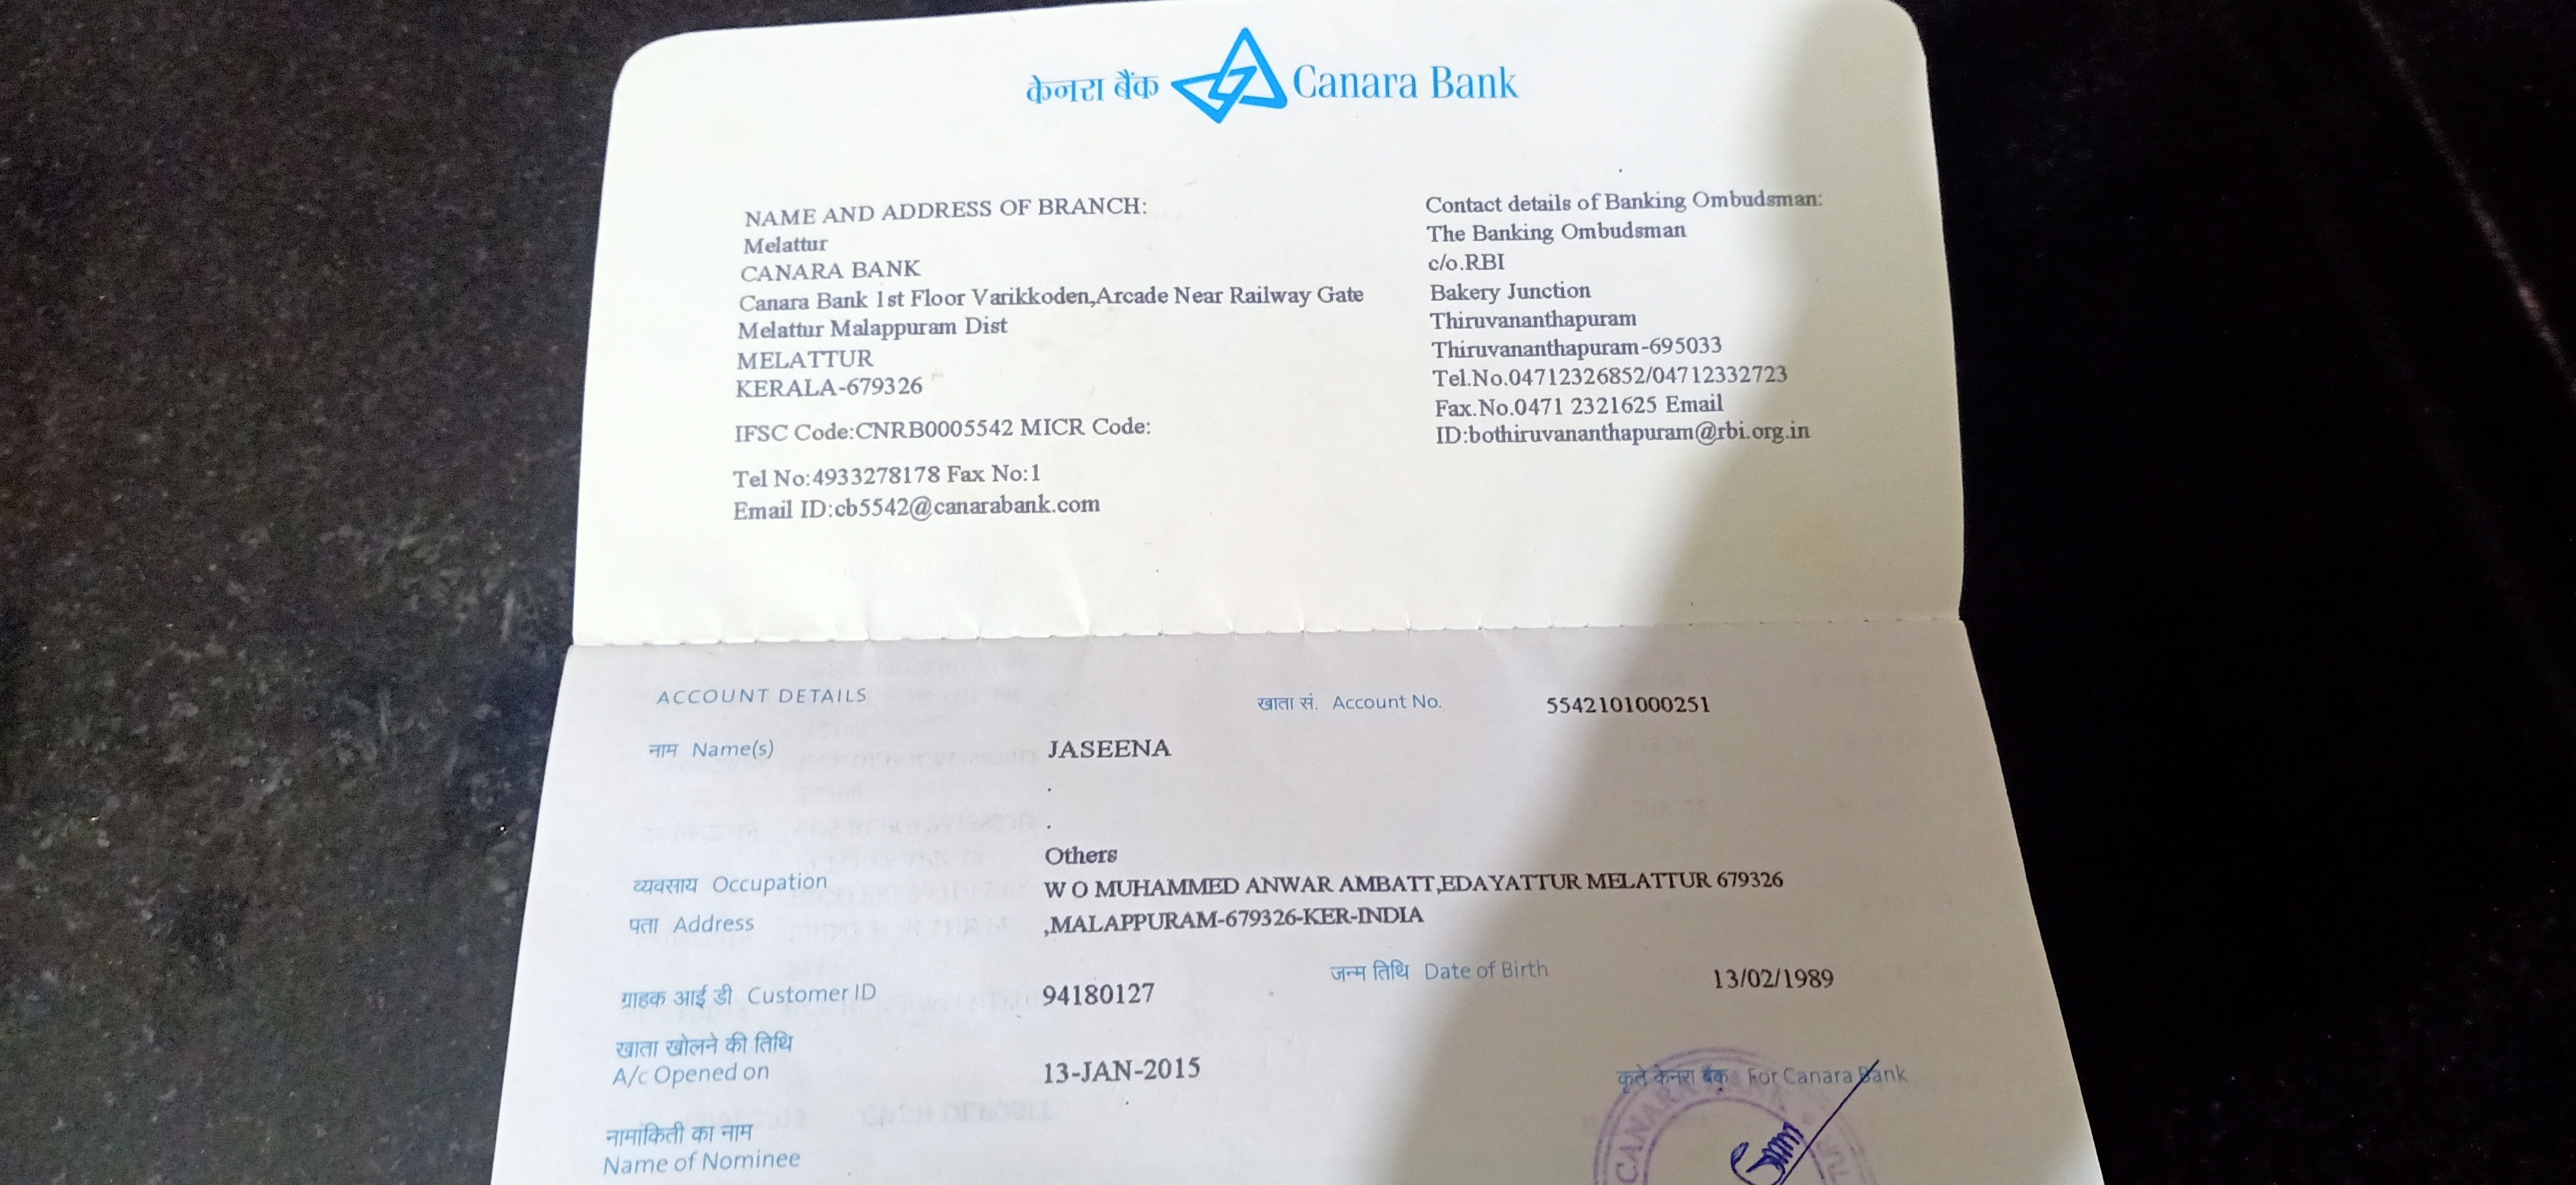 केनरा बैंक Canara Bank
NAME AND ADDRESS OF BRANCH:
Melattur
CANARA BANK
Canara Bank 1st Floor Varikkoden,Arcade Near Railway Gate
Melattur Malappuram Dist
MELATTUR
KERALA-679326
IFSC Code:CNRB0005542 MICR Code:
Tel No:4933278178 Fax No:1
Email ID:cb5542@canarabank.com
Contact details of Banking Ombudsman:
The Banking Ombudsman
c/o.RBI
Bakery Junction
Thiruvananthapuram
Thiruvananthapuram-695033
Tel.No.04712326852/04712332723
Fax.No.0471 2321625 Email
ID:bothiruvananthapuram@rbi.org.in
ACCOUNT DETAILS
खाता सं. Account No. 5542101000251
नाम Name(s) JASEENA
.
.
Others
व्यवसाय Occupation
W O MUHAMMED ANWAR AMBATT,EDAYATTUR MELATTUR 679326
पता Address ,MALAPPURAM-679326-KER-INDIA
ग्राहक आई डी Customer ID 94180127
जन्म तिथि Date of Birth 13/02/1989
खाता खोलने की तिथि
A/c Opened on 13-JAN-2015
कृते केनरा बैंक For Canara Bank
नामांकिती का नाम
Name of Nominee
CANARA